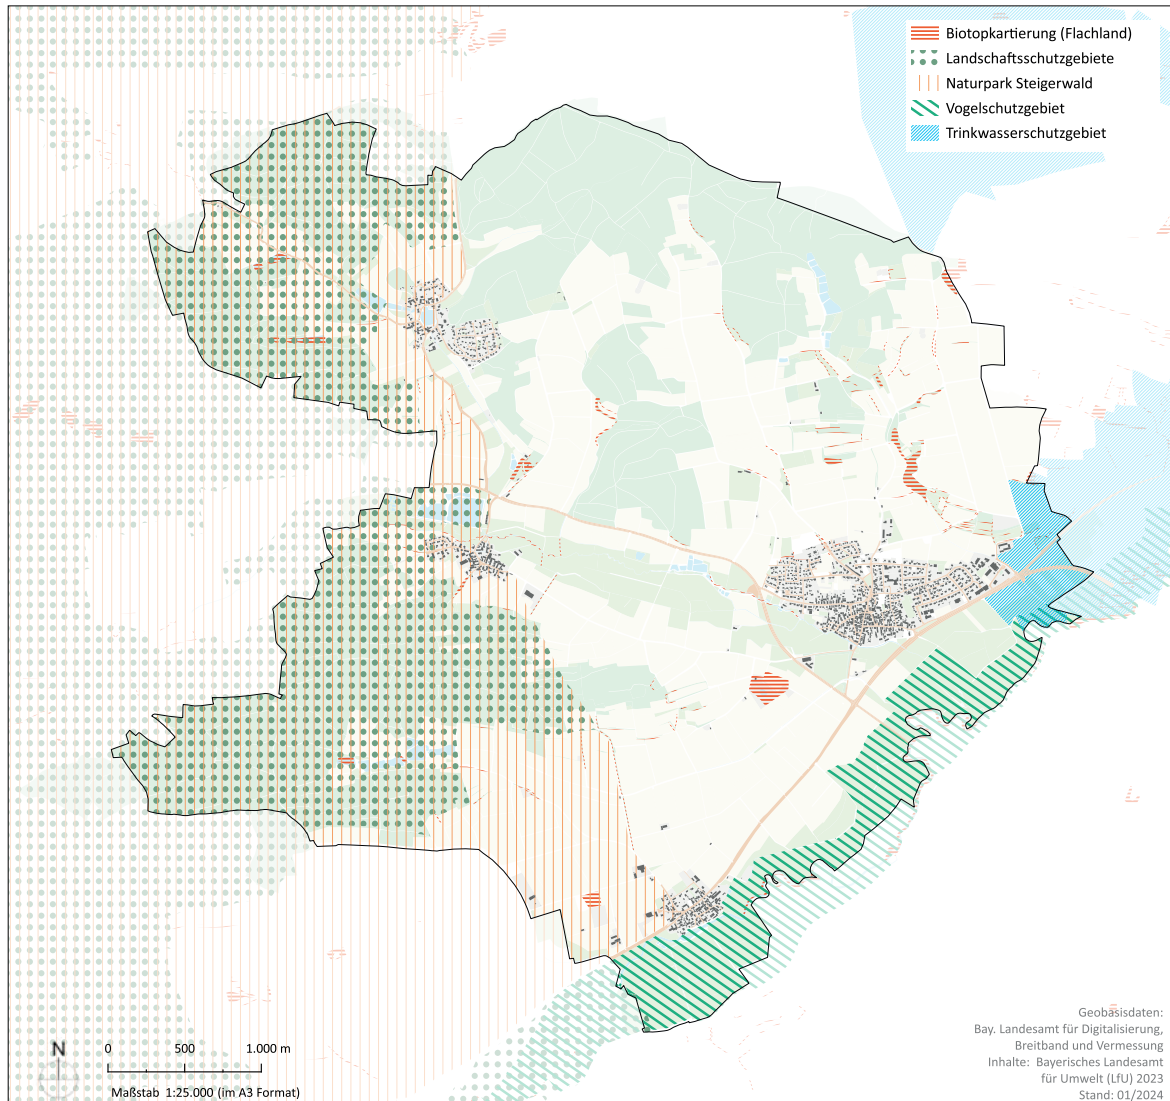 Biotopkartierung (Flachland)
Landschaftsschutzgebiete
Naturpark Steigerwald
Vogelschutzgebiet
Trinkwasserschutzgebiet
Geobasisdaten:
Bay. Landesamt für Digitalisierung,
Breitband und Vermessung
Inhalte: Bayerisches Landesamt
für Umwelt (LfU) 2023
Stand: 01/2024
N
0 500 1.000 m
Maßstab 1:25.000 (im A3 Format)